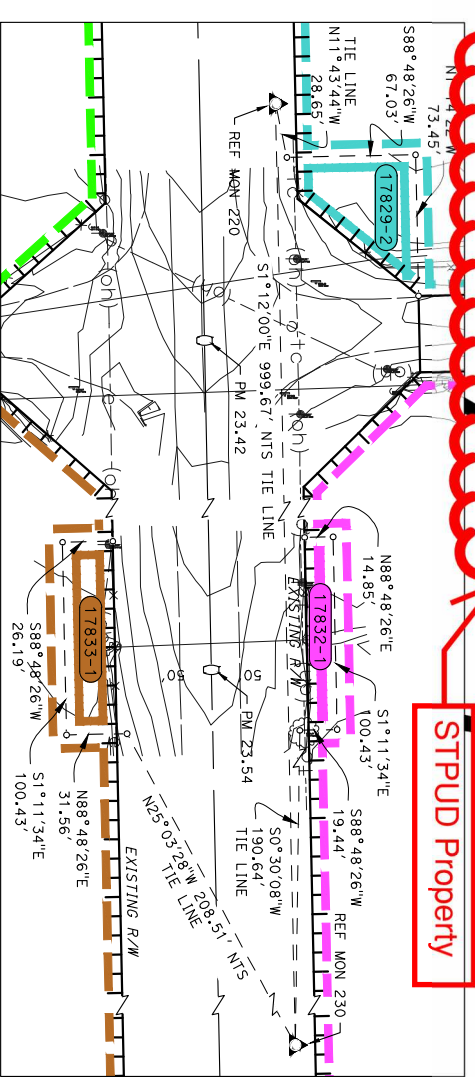 S88°48'26"W
67.03'
73.45'
TIE LINE
N11°43'44"W
28.65'
17829-2
REF MON 220
S1°12'00"E 999.67' NTS TIE LINE
PM 23.42
N88°48'26"E
14.85'
17832-1
S1°11'34"E
100.43'
EXISTING R/W
S88°48'26"W
19.44'
REF MON 230
S0°30'08"W
190.64'
TIE LINE
50'
50'
PM 23.54
N25°03'28"W 208.51' NTS
TIE LINE
17833-1
S88°48'26"W
26.19'
S1°11'34"E
100.43'
N88°48'26"E
31.56'
EXISTING R/W
STPUD Property